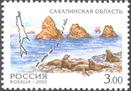 САХАЛИНСКАЯ ОБЛАСТЬ
РОССИЯ
ROSSIJA • 2002
3.00